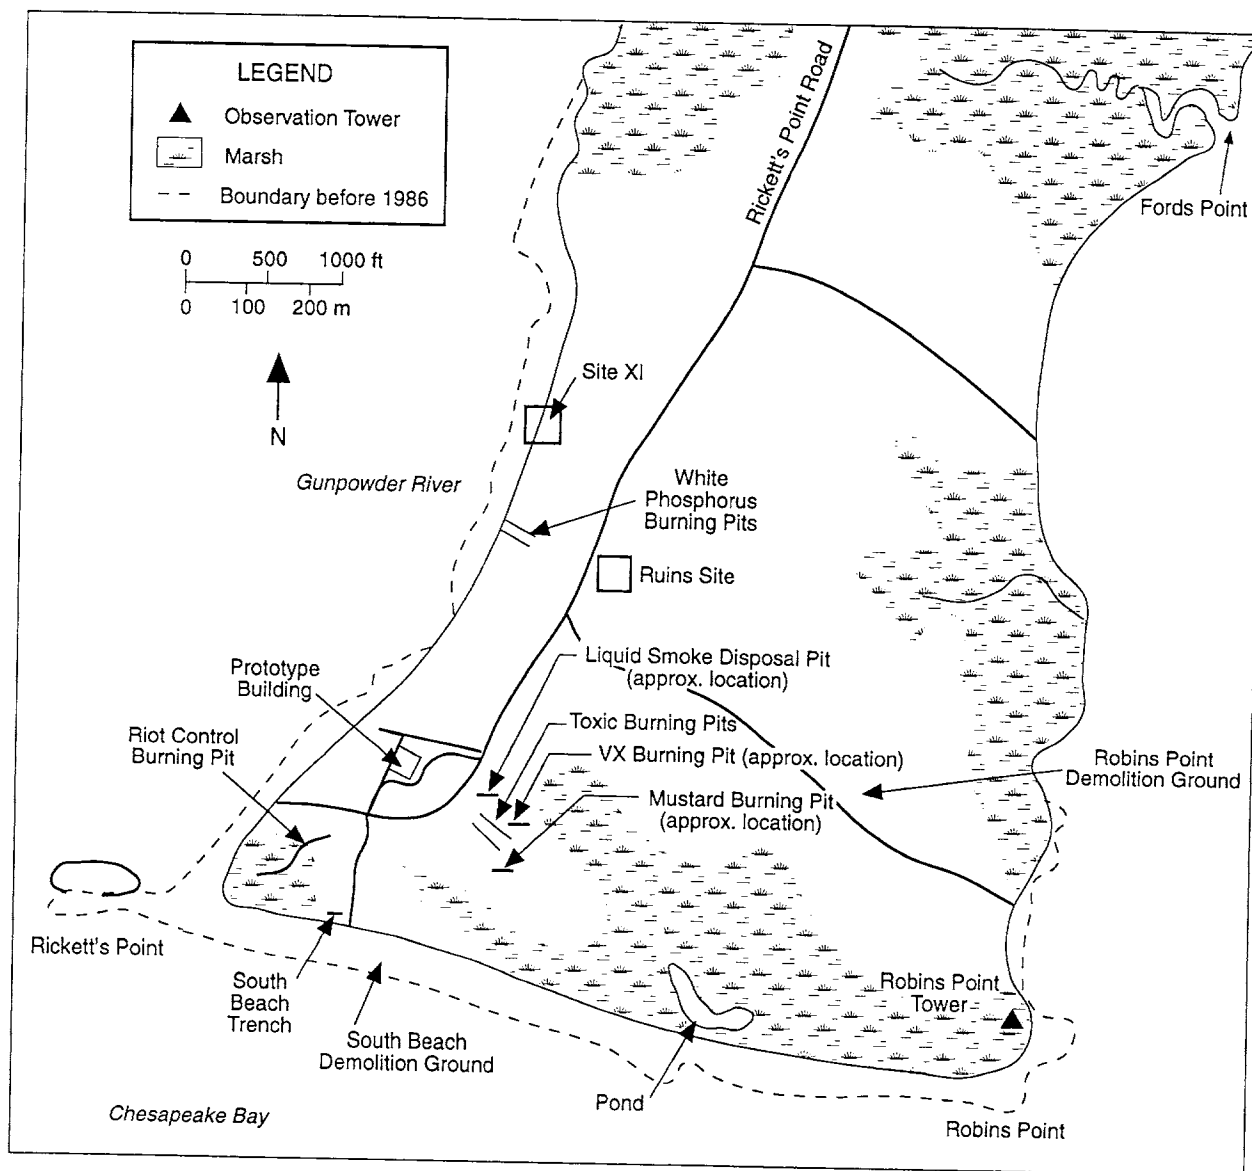 LEGEND
Observation Tower
Marsh
Boundary before 1986
0 500 1000 ft
0 100 200 m
N
Rickett's Point Road
Fords Point
Site XI
Gunpowder River
White
Phosphorus
Burning Pits
Ruins Site
Liquid Smoke Disposal Pit
(approx. location)
Prototype
Building
Toxic Burning Pits
Riot Control
Burning Pit
VX Burning Pit (approx. location)
Robins Point
Demolition Ground
Mustard Burning Pit
(approx. location)
Rickett's Point
South
Beach
Trench
Robins Point
Tower
South Beach
Demolition Ground
Pond
Chesapeake Bay
Robins Point